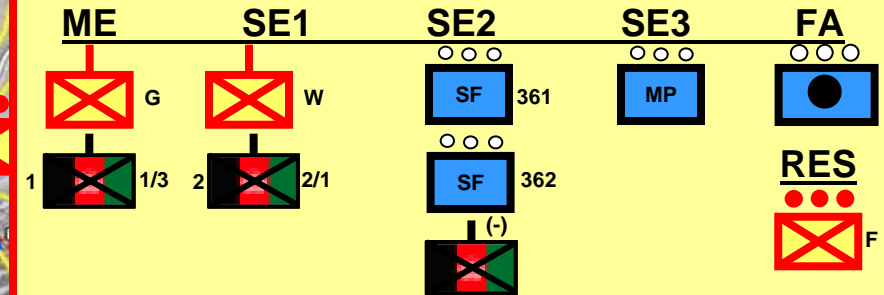 ME SE1 SE2 SE3 FA
G W SF 361 MP
1 1/3 2 2/1 SF 362 RES
(-) F